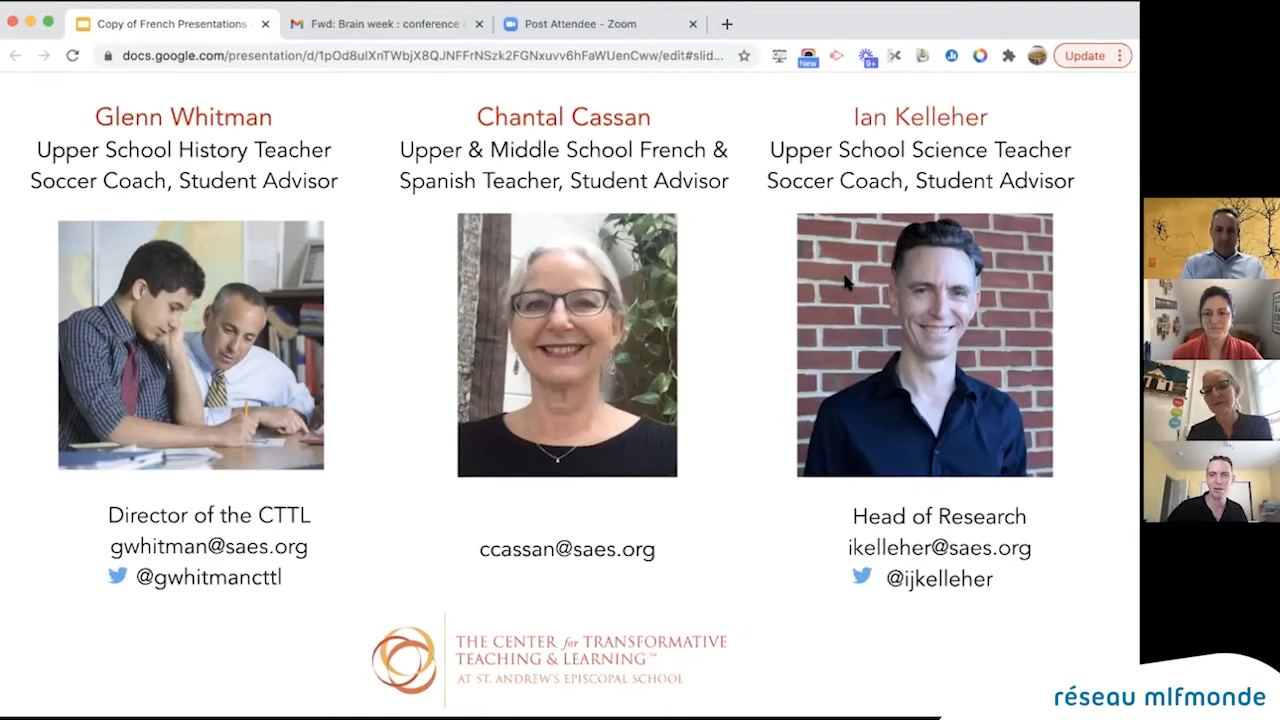 Copy of French Presentations
Fwd: Brain week : conference
Post Attendee - Zoom
docs.google.com/presentation/d/1pOd8uIXnTWbjX8QJNFFrNSzk2FGNxuvv6hFaWUenCww/edit#slid...
New
9+
Update
Glenn Whitman
Upper School History Teacher
Soccer Coach, Student Advisor
Chantal Cassan
Upper & Middle School French &
Spanish Teacher, Student Advisor
Ian Kelleher
Upper School Science Teacher
Soccer Coach, Student Advisor
Director of the CTTL
gwhitman@saes.org
@gwhitmancttl
ccassan@saes.org
Head of Research
ikelleher@saes.org
@ijkelleher
THE CENTER for TRANSFORMATIVE
TEACHING & LEARNING™
AT ST. ANDREW'S EPISCOPAL SCHOOL
réseau mlfmonde